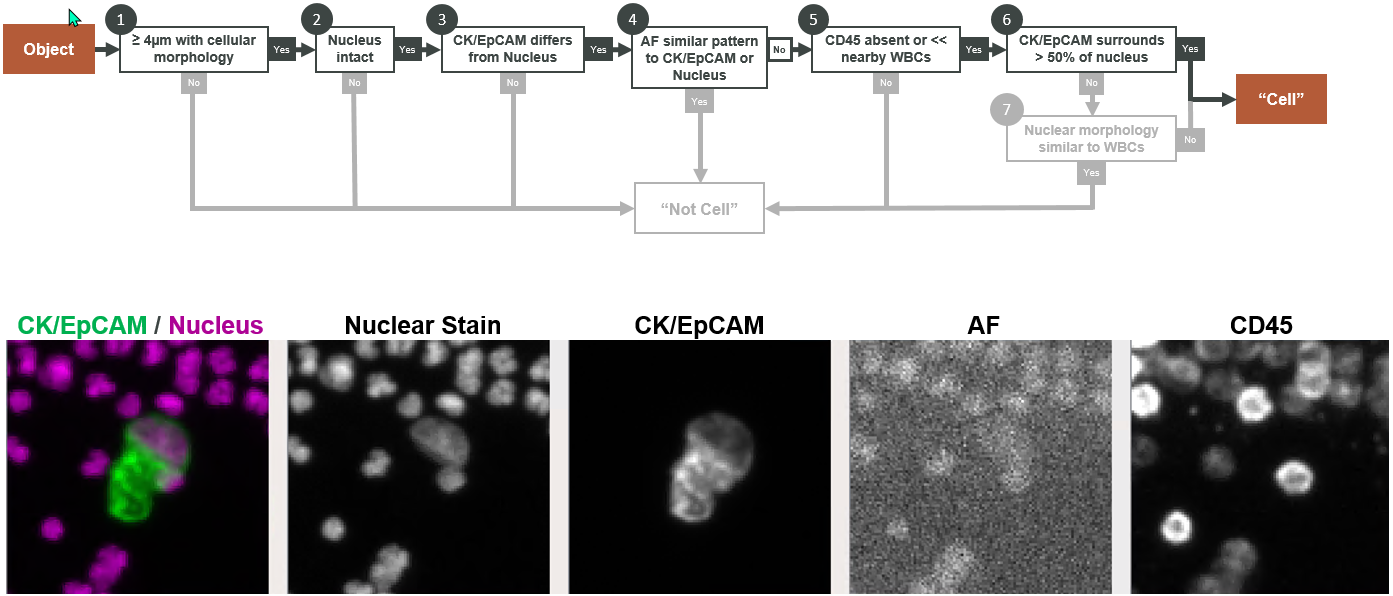 Object
1
≥ 4µm with cellular
morphology
Yes
No
2
Nucleus
intact
Yes
No
3
CK/EpCAM differs
from Nucleus
Yes
No
4
AF similar pattern
to CK/EpCAM or
Nucleus
No
Yes
5
CD45 absent or <<
nearby WBCs
Yes
No
6
CK/EpCAM surrounds
> 50% of nucleus
Yes
No
7
Nuclear morphology
similar to WBCs
No
Yes
“Cell”
“Not Cell”
CK/EpCAM / Nucleus
Nuclear Stain
CK/EpCAM
AF
CD45